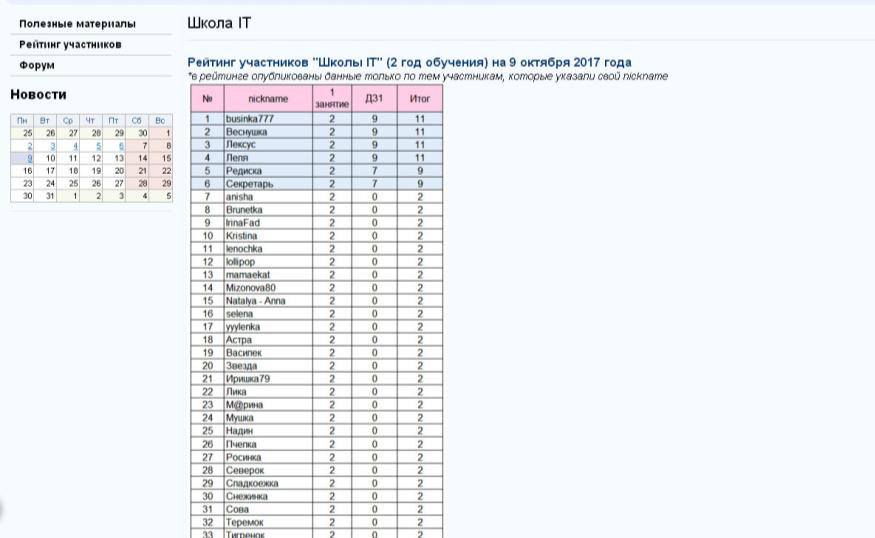 Полезные материалы
Рейтинг участников
Форум
Новости
Пн Вт Ср Чт Пт Сб Вс
25 26 27 28 29 30 1
2 3 4 5 6 7 8
9 10 11 12 13 14 15
16 17 18 19 20 21 22
23 24 25 26 27 28 29
30 31 1 2 3 4 5
Школа IT
Рейтинг участников "Школы IT" (2 год обучения) на 9 октября 2017 года
*в рейтинге опубликованы данные только по тем участникам, которые указали свой nickname
№ nickname 1 занятие ДЗ1 Итог
1 businka777 2 9 11
2 Веснушка 2 9 11
3 Лексус 2 9 11
4 Леля 2 9 11
5 Редиска 2 7 9
6 Секретарь 2 7 9
7 anisha 2 0 2
8 Brunetka 2 0 2
9 IrinaFad 2 0 2
10 Kristina 2 0 2
11 lenochka 2 0 2
12 lollipop 2 0 2
13 mamaekat 2 0 2
14 Mizonova80 2 0 2
15 Natalya - Anna 2 0 2
16 selena 2 0 2
17 yyylenka 2 0 2
18 Астра 2 0 2
19 Василек 2 0 2
20 Звезда 2 0 2
21 Иришка79 2 0 2
22 Лика 2 0 2
23 М@рина 2 0 2
24 Мушка 2 0 2
25 Надин 2 0 2
26 Пчелка 2 0 2
27 Росинка 2 0 2
28 Северок 2 0 2
29 Сладкоежка 2 0 2
30 Снежинка 2 0 2
31 Сова 2 0 2
32 Теремок 2 0 2
33 Тигренок 2 0 2